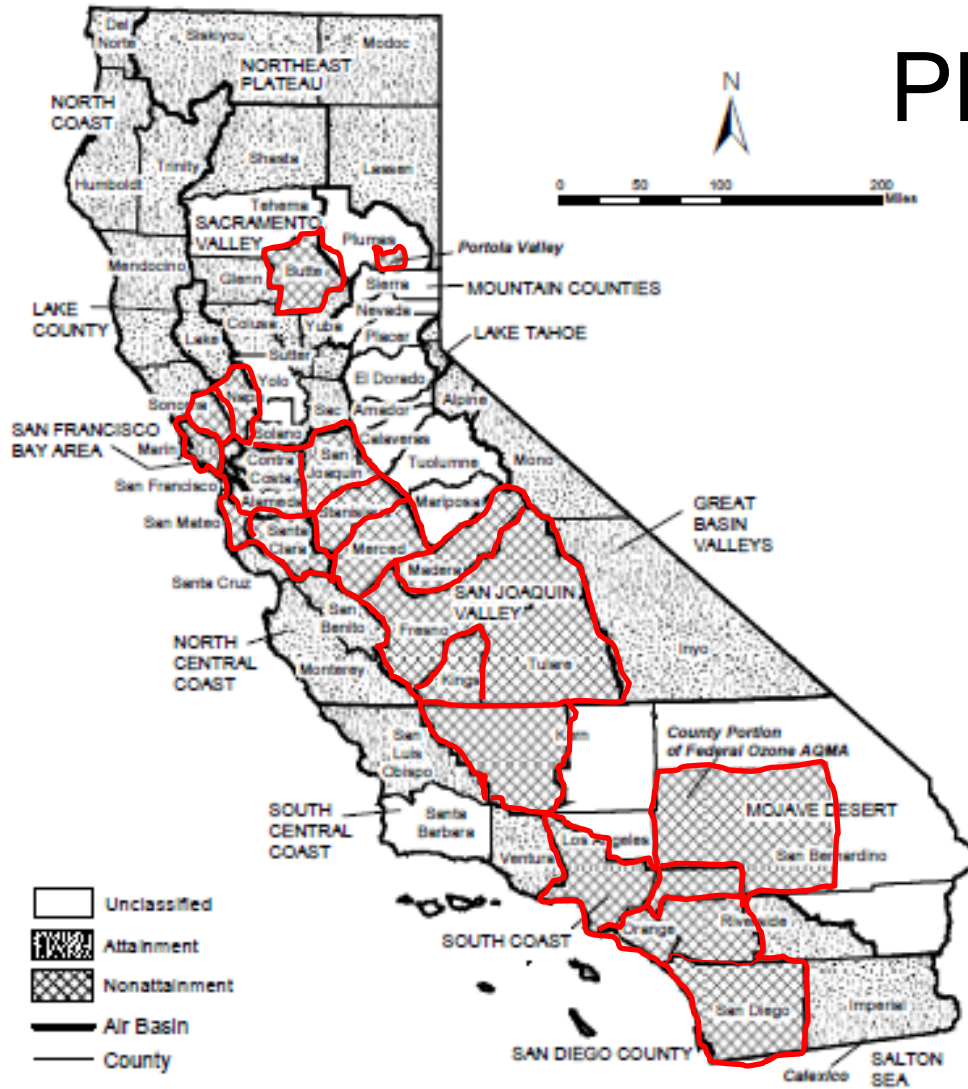 Del
Norte
Siskiyou
Modoc
NORTHEAST
PLATEAU
N
NORTH
COAST
Trinity
Shasta
Lassen
Humboldt
0 50 100 200
Miles
Tehema
SACRAMENTO
VALLEY
Plumas
Portola Valley
Mendocino
Glenn
Butte
Sierra
MOUNTAIN COUNTIES
LAKE
COUNTY
Colusa
Yuba
Nevada
Placer
LAKE TAHOE
Lake
Sutter
Yolo
El Dorado
Sonoma
Sac
Amador
Alpine
SAN FRANCISCO
BAY AREA
Marin
Solano
Calaveras
San
Joaquin
Contra
Costa
Tuolumne
Mono
San Francisco
Alameda
Mariposa
San Mateo
Stanislaus
GREAT
BASIN
VALLEYS
Santa
Clara
Merced
Madera
Santa Cruz
SAN JOAQUIN
VALLEY
San
Benito
Fresno
NORTH
CENTRAL
COAST
Monterey
Kings
Tulare
Inyo
San
Luis
Obispo
Kern
County Portion
of Federal Ozone AQMA
SOUTH
CENTRAL
COAST
Santa
Barbara
MOJAVE DESERT
Ventura
Los Angeles
San Bernardino
Unclassified
Attainment
Nonattainment
Air Basin
County
SOUTH COAST
Orange
Riverside
San Diego
Imperial
SAN DIEGO COUNTY
Calexico
SALTON
SEA